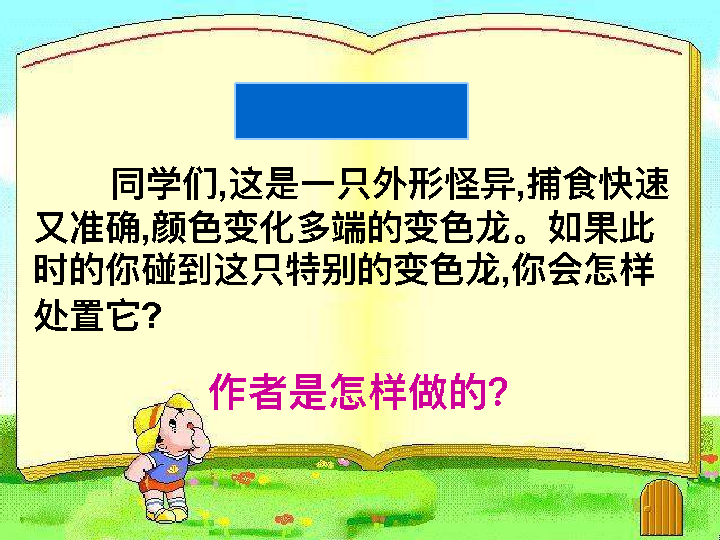 同学们,这是一只外形怪异,捕食快速
又准确,颜色变化多端的变色龙。如果此
时的你碰到这只特别的变色龙,你会怎样
处置它?
作者是怎样做的?